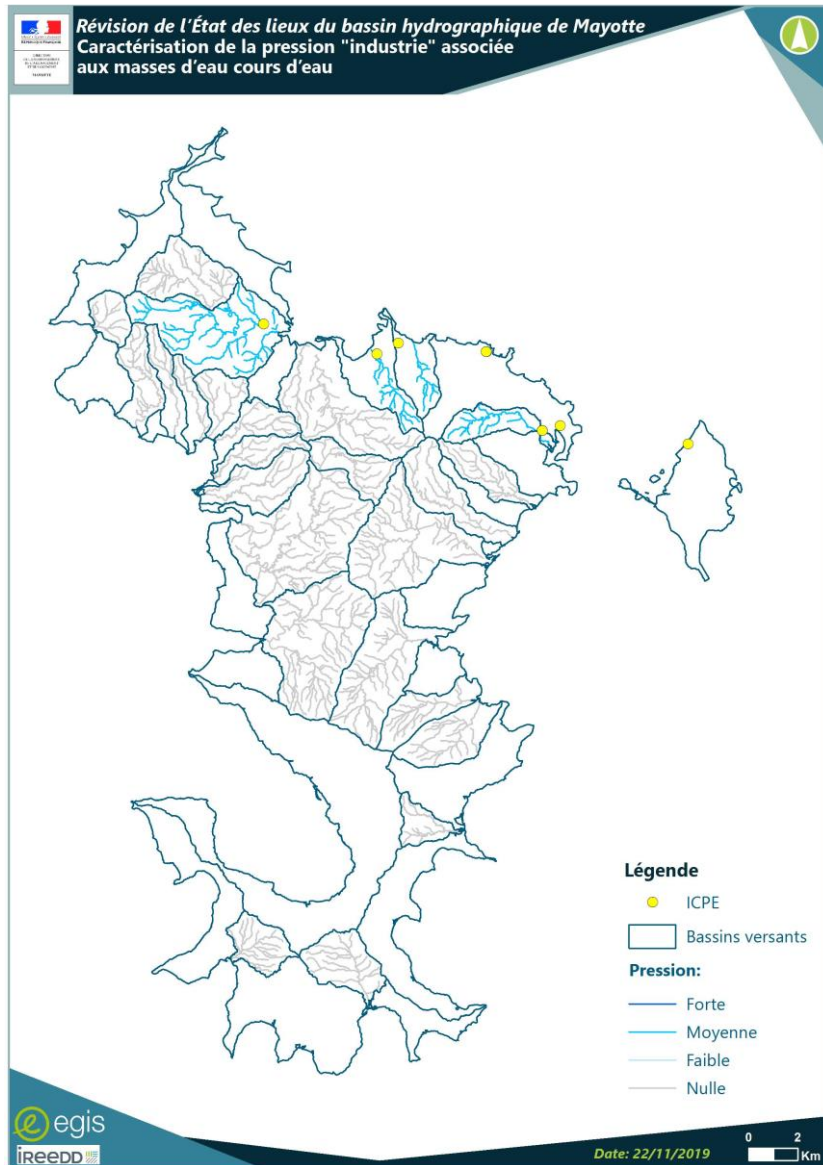 Révision de l'État des lieux du bassin hydrographique de Mayotte
Caractérisation de la pression "industrie" associée
aux masses d'eau cours d'eau
MAYOTTE
Légende
ICPE
Bassins versants
Pression:
Forte
Moyenne
Faible
Nulle
egis
iREEDD
Date: 22/11/2019
0 2
Km